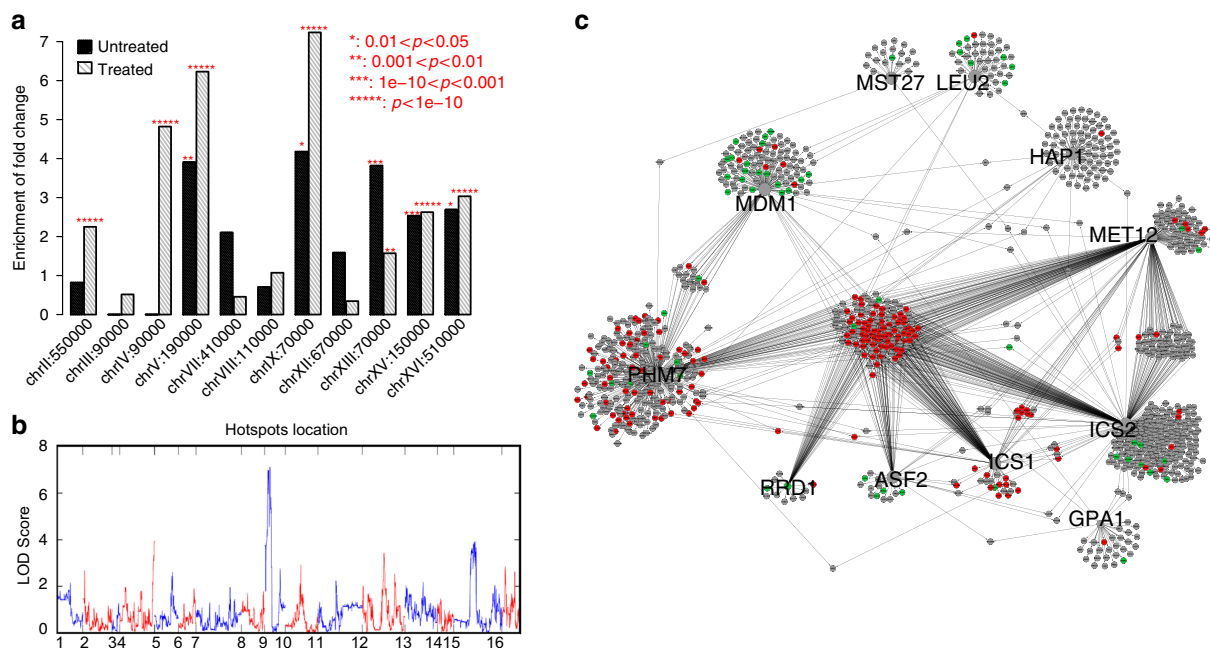 a
Untreated
Treated
*: 0.01<p<0.05
**: 0.001<p<0.01
***: 1e–10<p<0.001
*****: p<1e–10
Enrichment of fold change
7
6
5
4
3
2
1
0
*****
*****
**
*****
*
*****
***
**
***
*****
*
*****
chrII:550000
chrIII:90000
chrIV:90000
chrV:190000
chrVII:410000
chrVIII:110000
chrIX:70000
chrXII:670000
chrXIII:70000
chrXV:150000
chrXVI:510000
b
Hotspots location
LOD Score
8
6
4
2
0
1 2 34 5 6 7 8 9 10 11 12 13 1415 16
c
MST27
LEU2
HAP1
MDM1
MET12
PHM7
ICS2
ICS1
RRD1
ASF2
GPA1